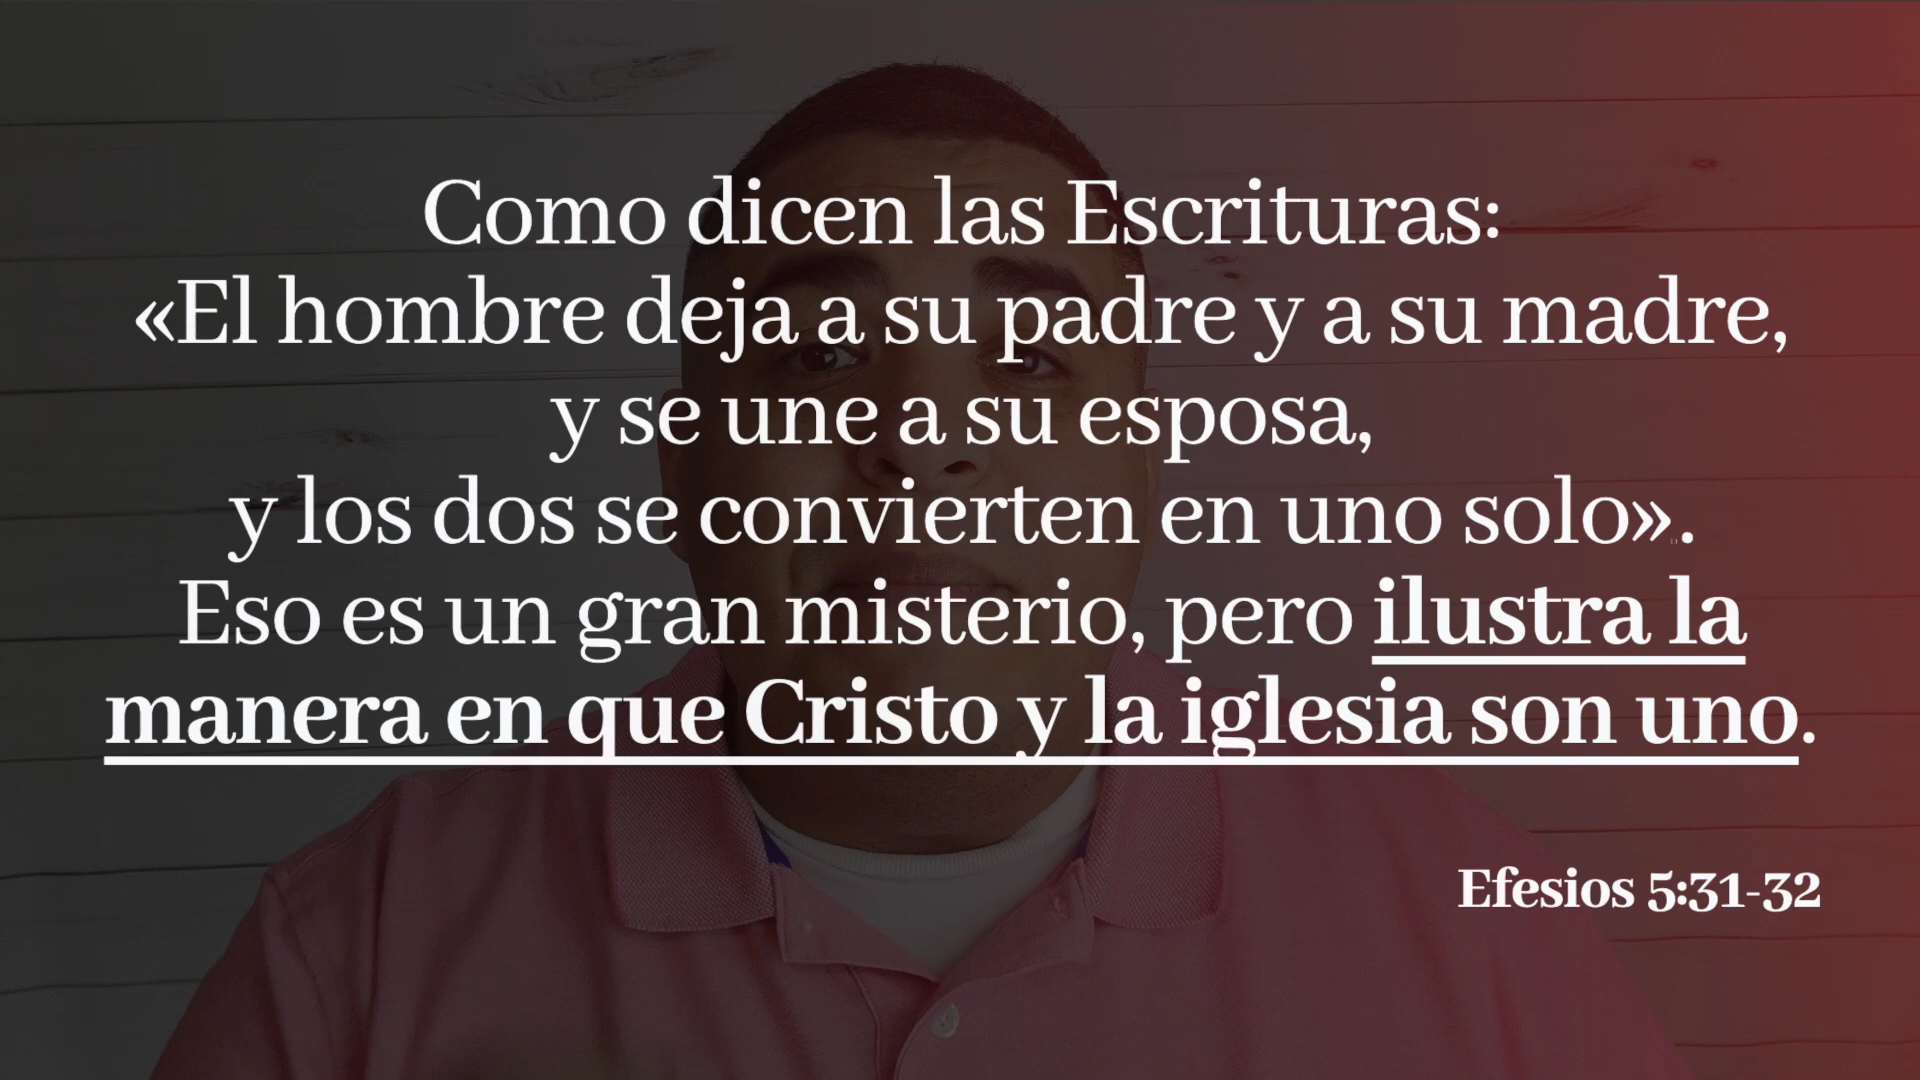 Como dicen las Escrituras:
«El hombre deja a su padre y a su madre,
y se une a su esposa,
y los dos se convierten en uno solo».
Eso es un gran misterio, pero ilustra la
manera en que Cristo y la iglesia son uno.
Efesios 5:31-32